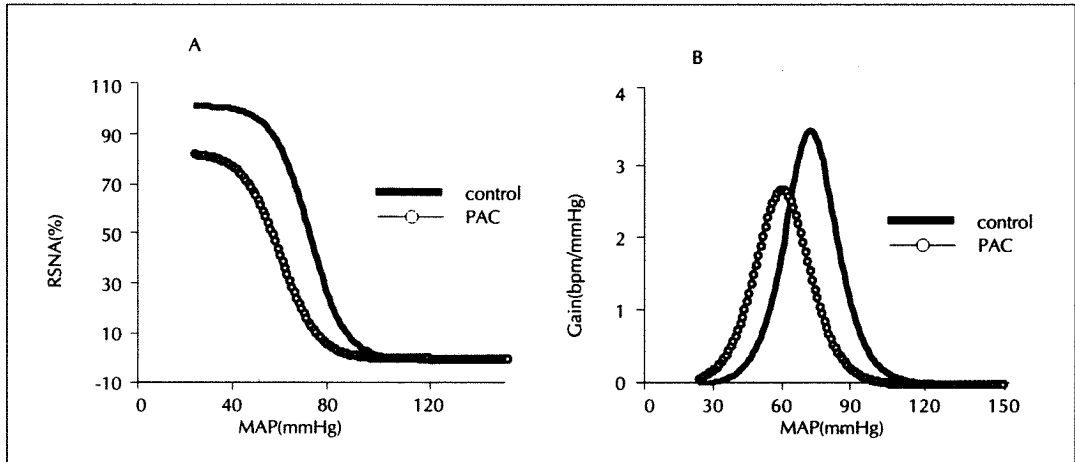 A
110
90
70
50
30
10
-10
RSNA(%)
0 40 80 120
MAP(mmHg)
control
PAC
B
4
3
2
1
0
Gain(bpm/mmHg)
0 30 60 90 120 150
MAP(mmHg)
control
PAC